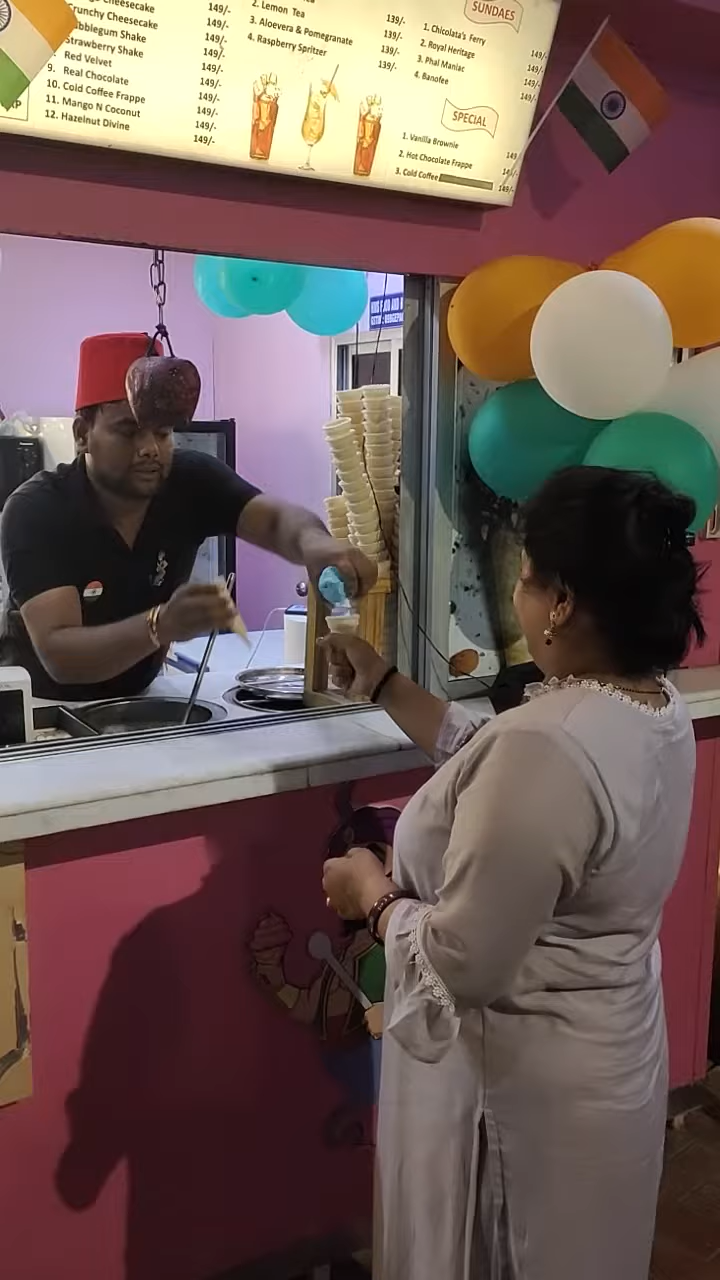 Cheesecake 149/-
Crunchy Cheesecake 149/-
Bubblegum Shake 149/-
Strawberry Shake 149/-
Red Velvet 149/-
9. Real Chocolate 149/-
10. Cold Coffee Frappe 149/-
11. Mango N Coconut 149/-
12. Hazelnut Divine 149/-
2. Lemon Tea 139/-
3. Aloevera & Pomegranate 139/-
4. Raspberry Spritzer 139/-
139/-
SUNDAES
1. Chicolata's Ferry 149/-
2. Royal Heritage 149/-
3. Phal Maniac 149/-
4. Banofee 149/-
SPECIAL
1. Vanilla Brownie 149
2. Hot Chocolate Frappe 149/-
3. Cold Coffee 149/-